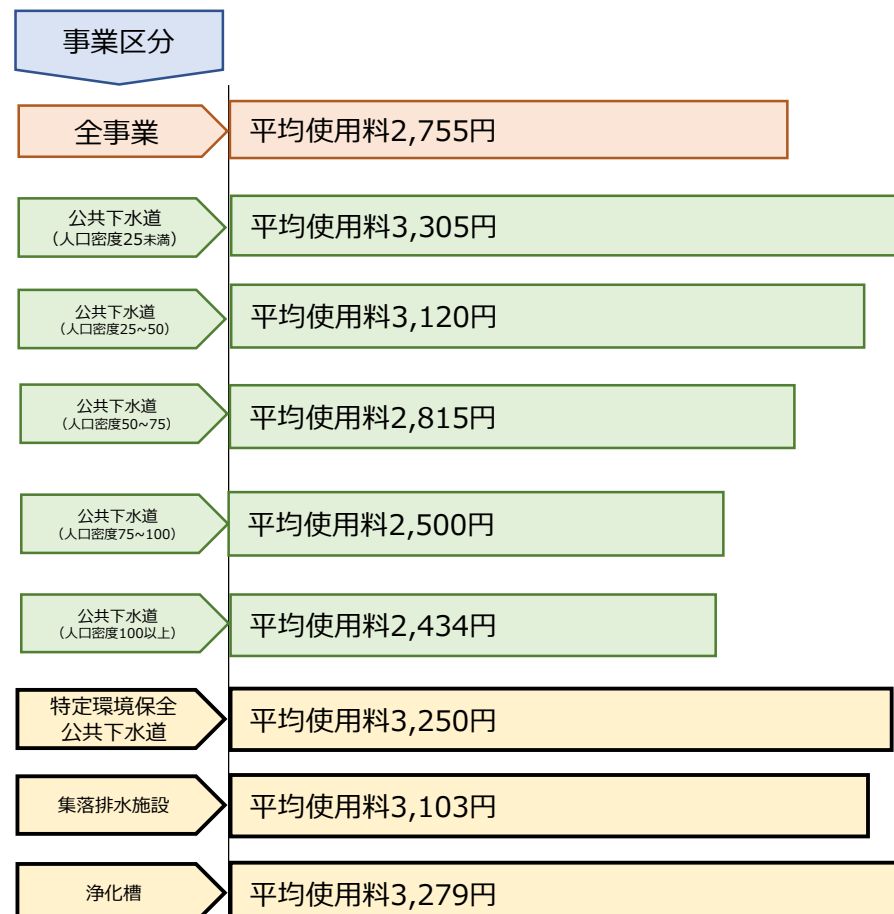 事業区分
全事業
平均使用料2,755円
公共下水道
（人口密度25未満）
平均使用料3,305円
公共下水道
（人口密度25~50）
平均使用料3,120円
公共下水道
（人口密度50~75）
平均使用料2,815円
公共下水道
（人口密度75~100）
平均使用料2,500円
公共下水道
（人口密度100以上）
平均使用料2,434円
特定環境保全
公共下水道
平均使用料3,250円
集落排水施設
平均使用料3,103円
浄化槽
平均使用料3,279円